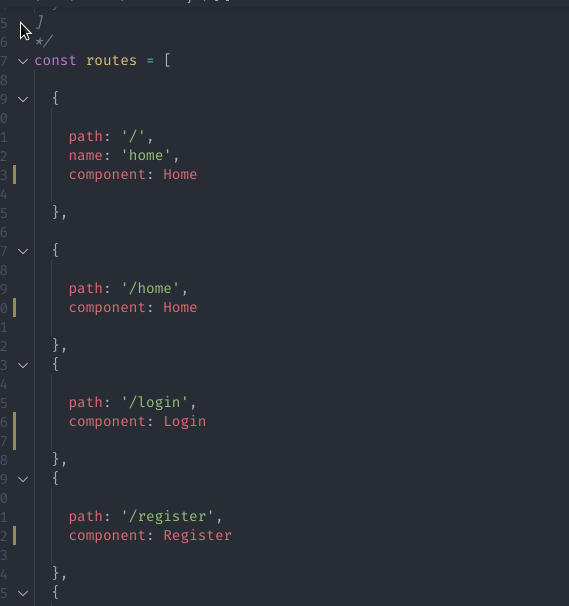 5 ]
6 */
7 const routes = [
8
9 {
0
1 path: '/',
2 name: 'home',
3 component: Home
4
5 },
6
7 {
8
9 path: '/home',
0 component: Home
1
2 },
3 {
4
5 path: '/login',
6 component: Login
7
8 },
9 {
0
1 path: '/register',
2 component: Register
3
4 },
5 {